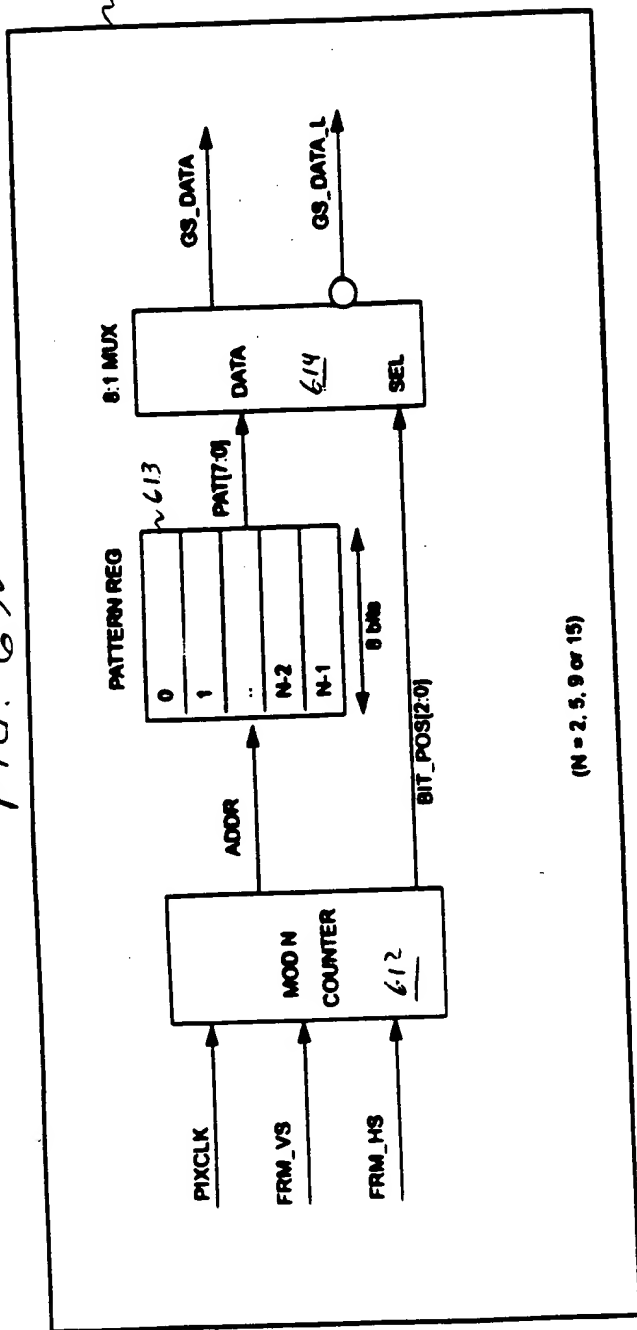 PIXCLK
FRM_VS
FRM_HS
MOD N
COUNTER
612
ADDR
BIT_POS[2:0]
PATTERN REG
613
0
1
..
N-2
N-1
8 bits
PAT[7:0]
8:1 MUX
DATA
614
SEL
GS_DATA
GS_DATA_L
(N = 2, 5, 9 or 15)